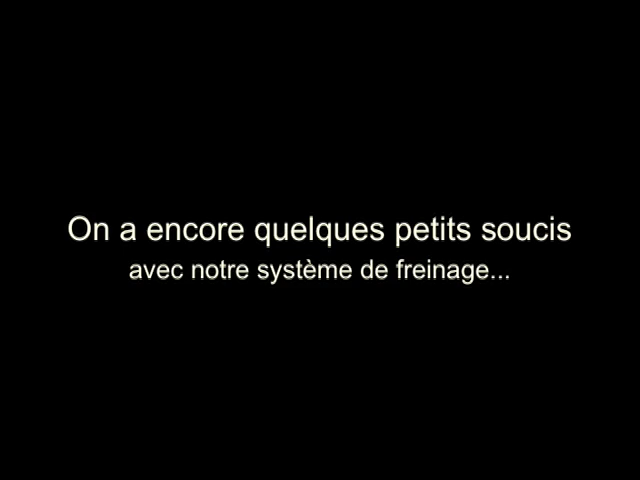 On a encore quelques petits soucis
avec notre système de freinage...